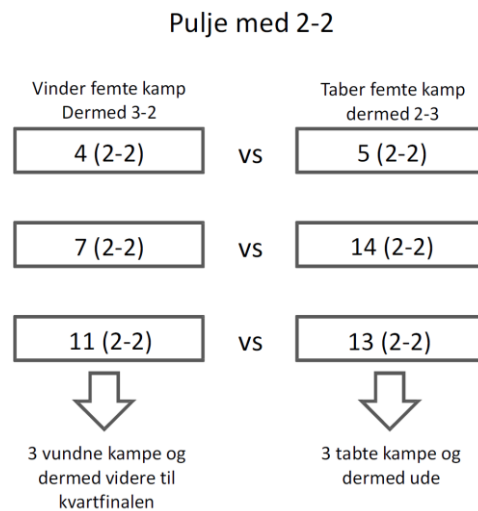 Pulje med 2-2
Vinder femte kamp
Dermed 3-2
Taber femte kamp
dermed 2-3
4 (2-2) vs 5 (2-2)
7 (2-2) vs 14 (2-2)
11 (2-2) vs 13 (2-2)
3 vundne kampe og
dermed videre til
kvartfinalen
3 tabte kampe og
dermed ude